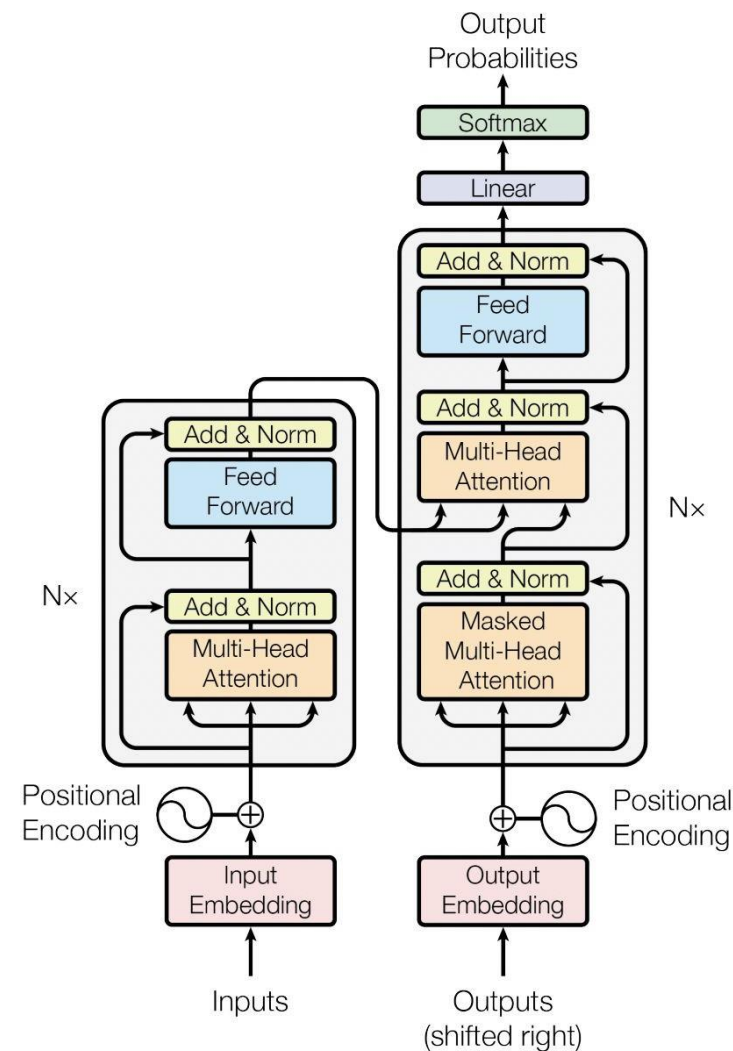 Output
Probabilities
Softmax
Linear
Add & Norm
Feed
Forward
Add & Norm
Multi-Head
Attention
Nx
Add & Norm
Masked
Multi-Head
Attention
Add & Norm
Feed
Forward
Nx
Add & Norm
Multi-Head
Attention
Positional
Encoding
Positional
Encoding
Input
Embedding
Output
Embedding
Inputs
Outputs
(shifted right)